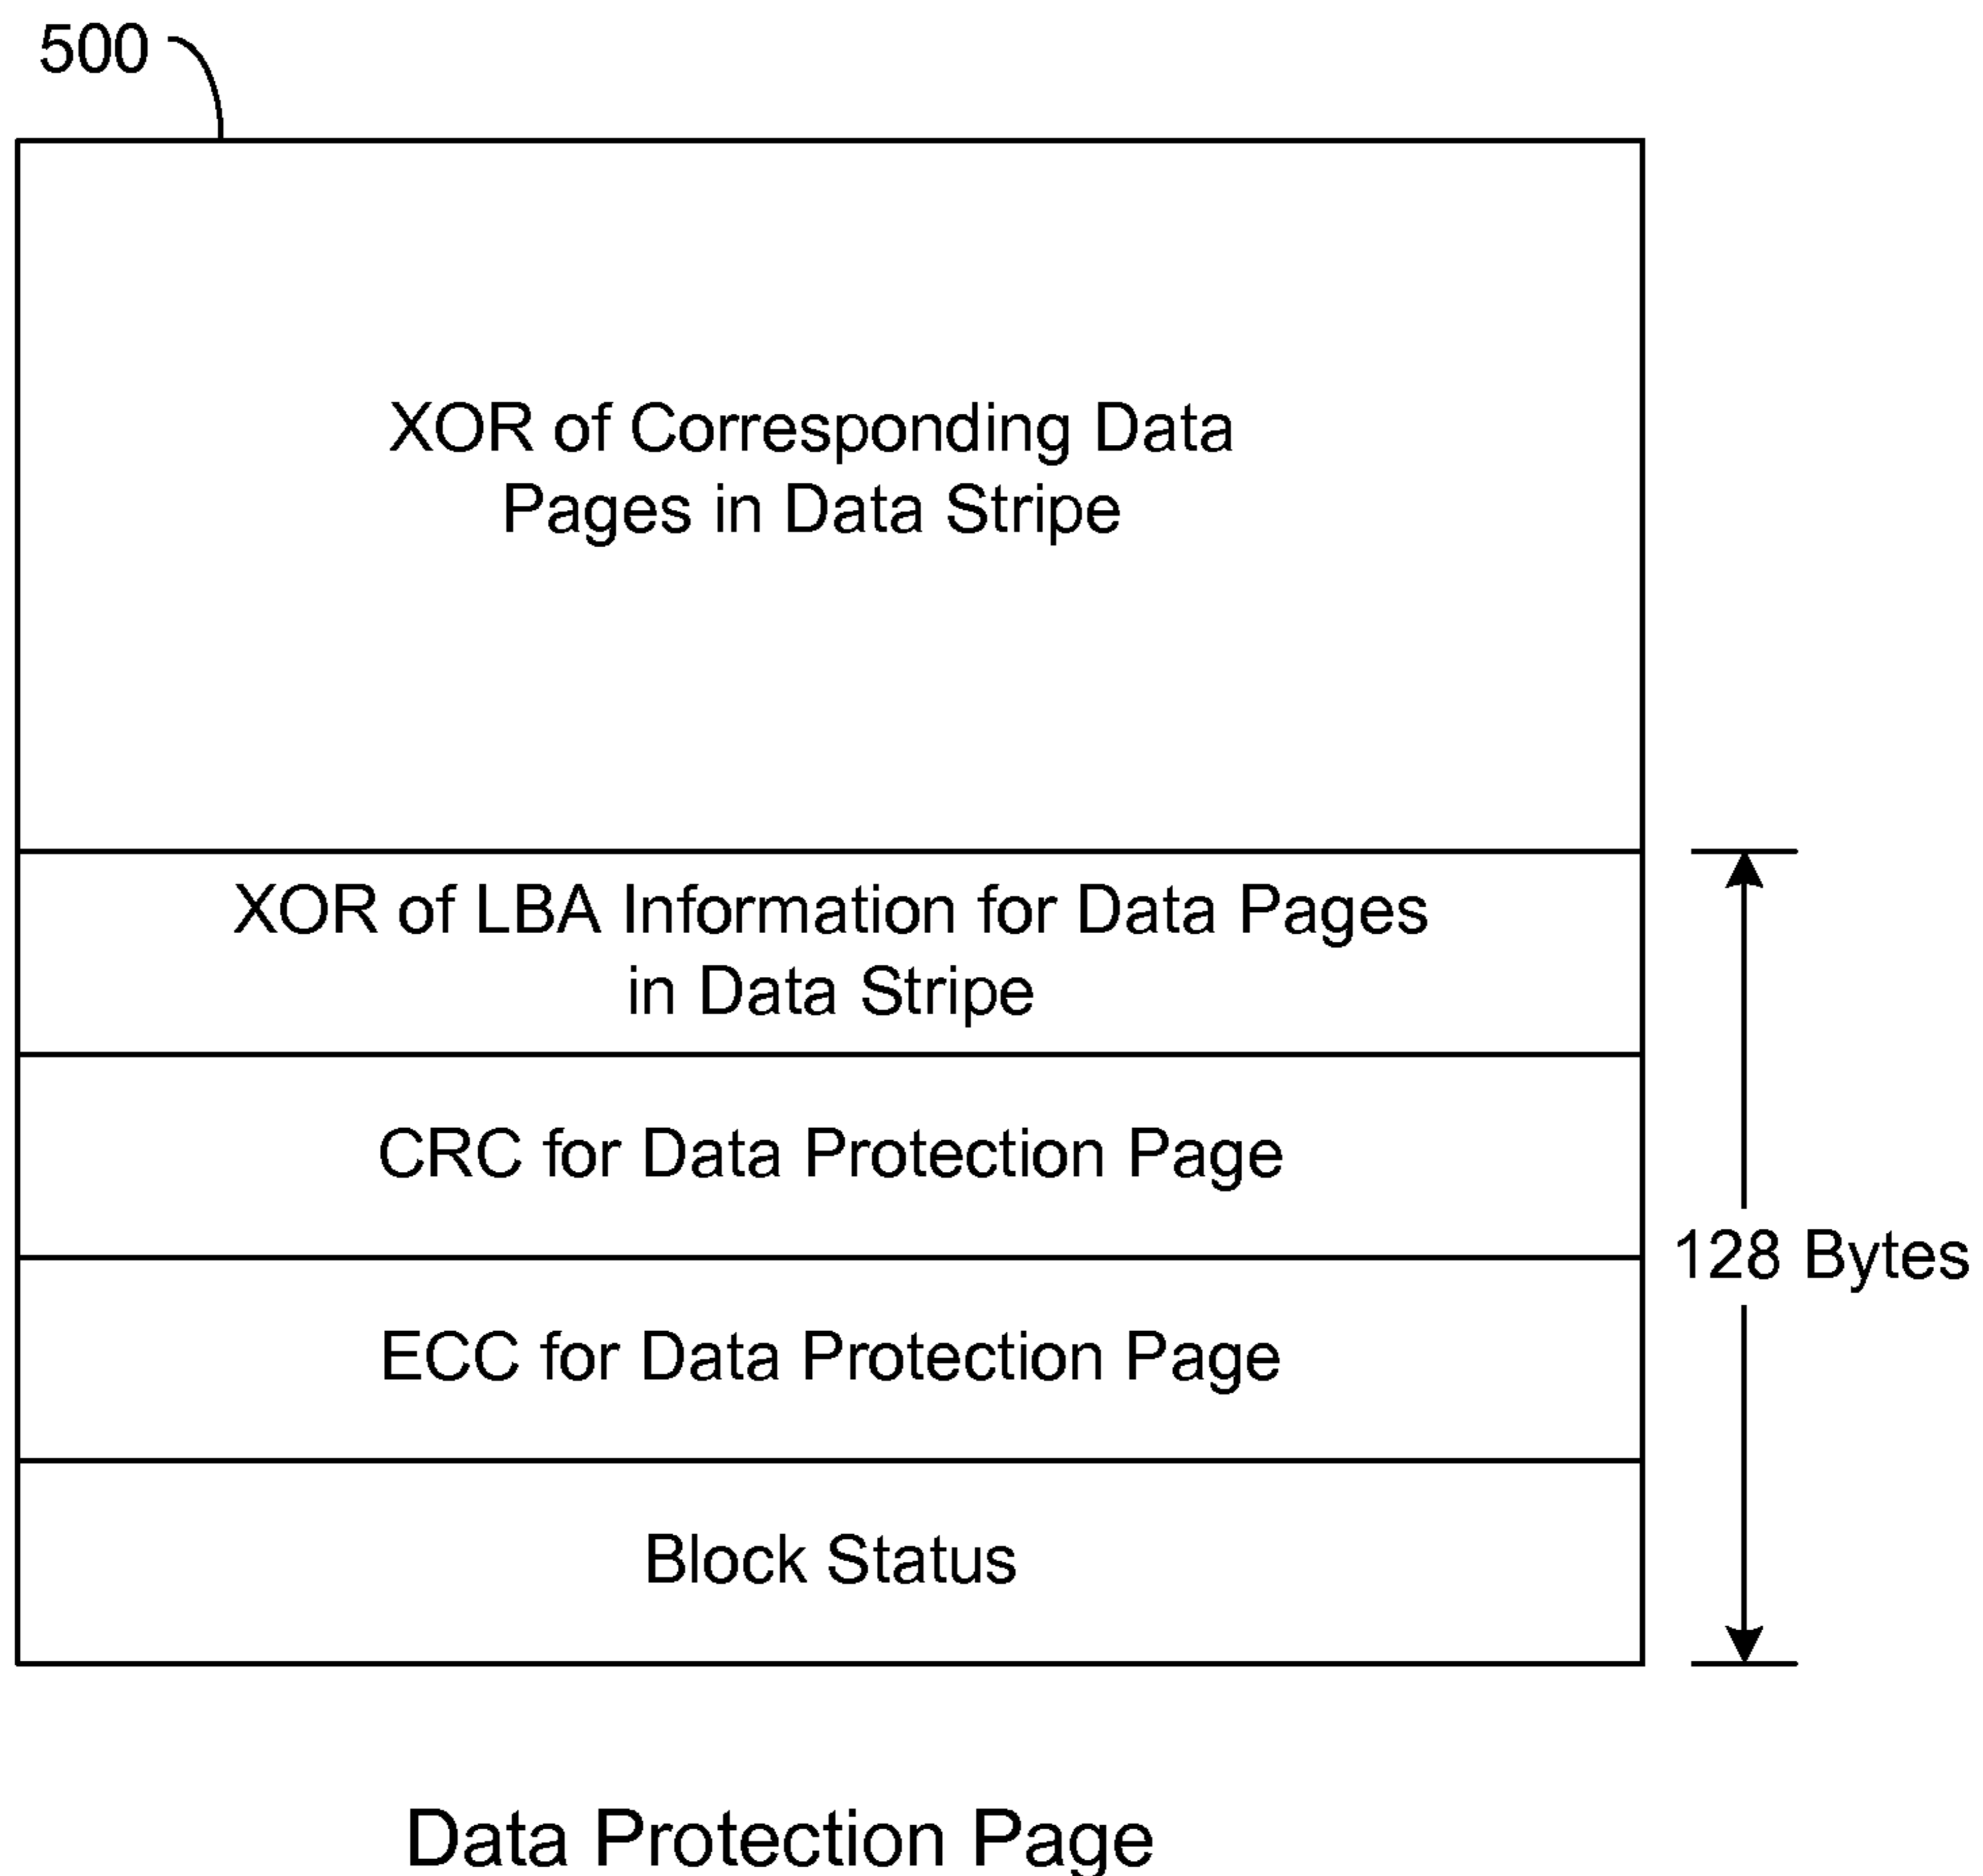 500
XOR of Corresponding Data
Pages in Data Stripe
XOR of LBA Information for Data Pages
in Data Stripe
CRC for Data Protection Page
128 Bytes
ECC for Data Protection Page
Block Status
Data Protection Page